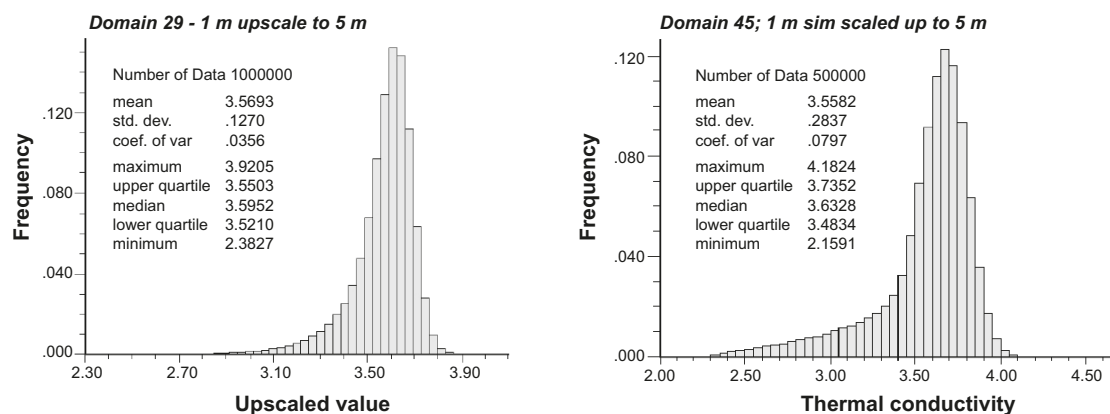 Domain 29 - 1 m upscale to 5 m
Number of Data 1000000
mean 3.5693
std. dev. .1270
coef. of var .0356
maximum 3.9205
upper quartile 3.5503
median 3.5952
lower quartile 3.5210
minimum 2.3827
Frequency
.120
.080
.040
.000
2.30 2.70 3.10 3.50 3.90
Upscaled value
Domain 45; 1 m sim scaled up to 5 m
Number of Data 500000
mean 3.5582
std. dev. .2837
coef. of var .0797
maximum 4.1824
upper quartile 3.7352
median 3.6328
lower quartile 3.4834
minimum 2.1591
Frequency
.120
.080
.040
.000
2.00 2.50 3.00 3.50 4.00 4.50
Thermal conductivity